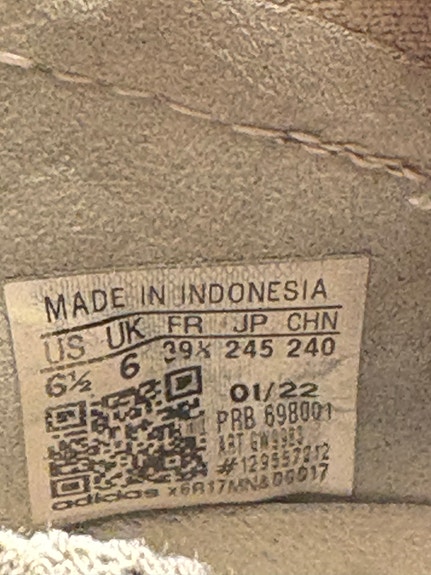 MADE IN INDONESIA
US UK FR JP CHN
6½ 6 39⅓ 245 240
01/22
PRB 698001
ART
adidas